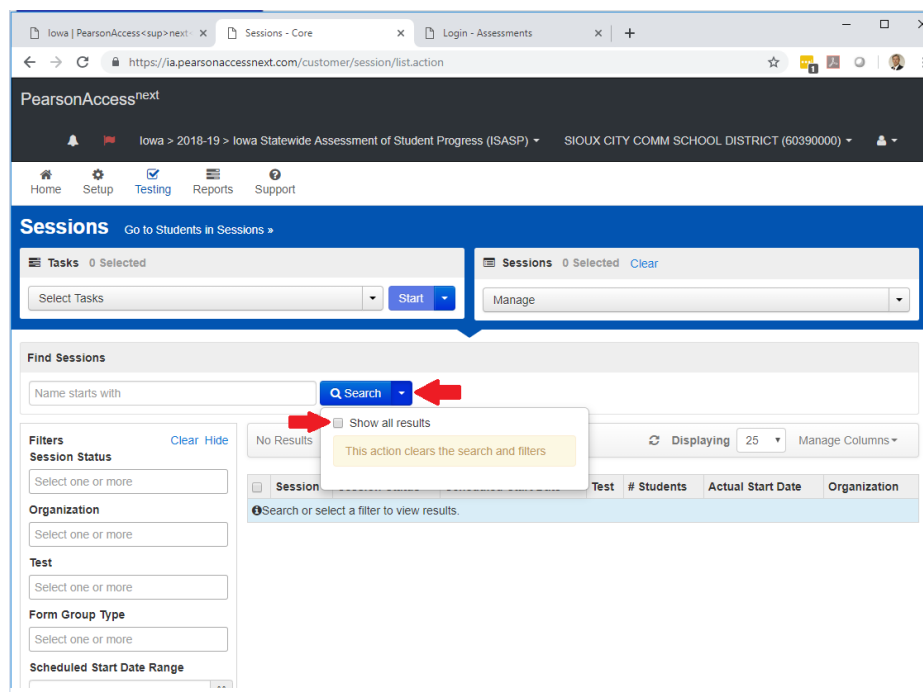 Iowa | PearsonAccess<sup>next
Sessions - Core
Login - Assessments
https://ia.pearsonaccessnext.com/customer/session/list.action
1
PearsonAccessnext
Iowa > 2018-19 > Iowa Statewide Assessment of Student Progress (ISASP)
SIOUX CITY COMM SCHOOL DISTRICT (60390000)
Home Setup Testing Reports Support
Sessions Go to Students in Sessions »
Tasks 0 Selected
Sessions 0 Selected Clear
Select Tasks Start
Manage
Find Sessions
Name starts with Search
Show all results
This action clears the search and filters
Filters Clear Hide
No Results Displaying 25 Manage Columns
Session Status
Select one or more
Session Test # Students Actual Start Date Organization
Search or select a filter to view results.
Organization
Select one or more
Test
Select one or more
Form Group Type
Select one or more
Scheduled Start Date Range